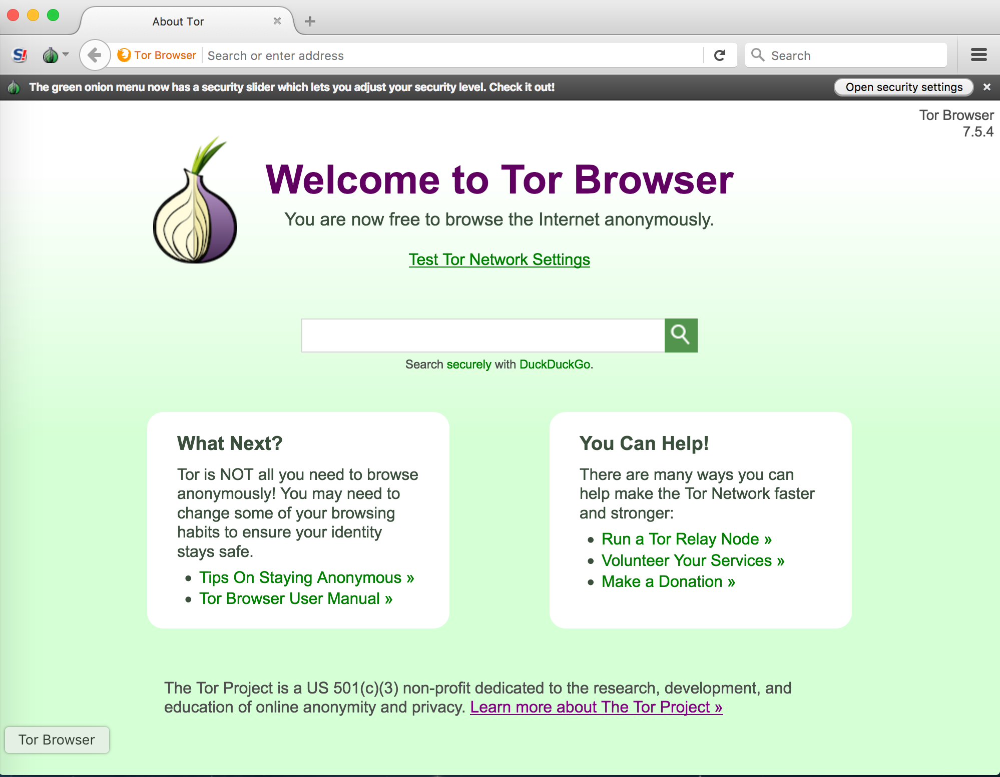 About Tor
S!
Tor Browser
Search or enter address
Search
The green onion menu now has a security slider which lets you adjust your security level. Check it out!
Open security settings
Tor Browser
7.5.4
Welcome to Tor Browser
You are now free to browse the Internet anonymously.
Test Tor Network Settings
Search securely with DuckDuckGo.
What Next?
Tor is NOT all you need to browse
anonymously! You may need to
change some of your browsing
habits to ensure your identity
stays safe.
Tips On Staying Anonymous »
Tor Browser User Manual »
You Can Help!
There are many ways you can
help make the Tor Network faster
and stronger:
Run a Tor Relay Node »
Volunteer Your Services »
Make a Donation »
The Tor Project is a US 501(c)(3) non-profit dedicated to the research, development, and
education of online anonymity and privacy. Learn more about The Tor Project »
Tor Browser